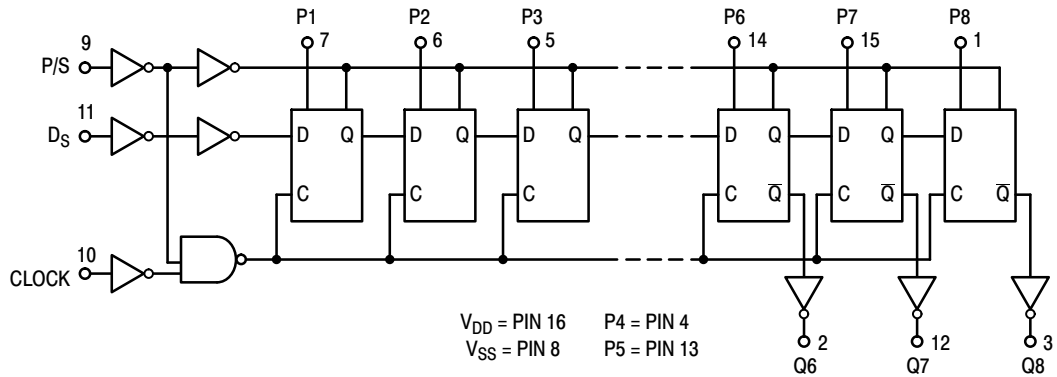 P1 P2 P3 P6 P7 P8
9 7 6 5 14 15 1
P/S
11
DS D Q D Q D Q D Q D Q D
C C C C Q̅ C Q̅ C Q̅
10
CLOCK
VDD = PIN 16 P4 = PIN 4
VSS = PIN 8 P5 = PIN 13
2 12 3
Q6 Q7 Q8